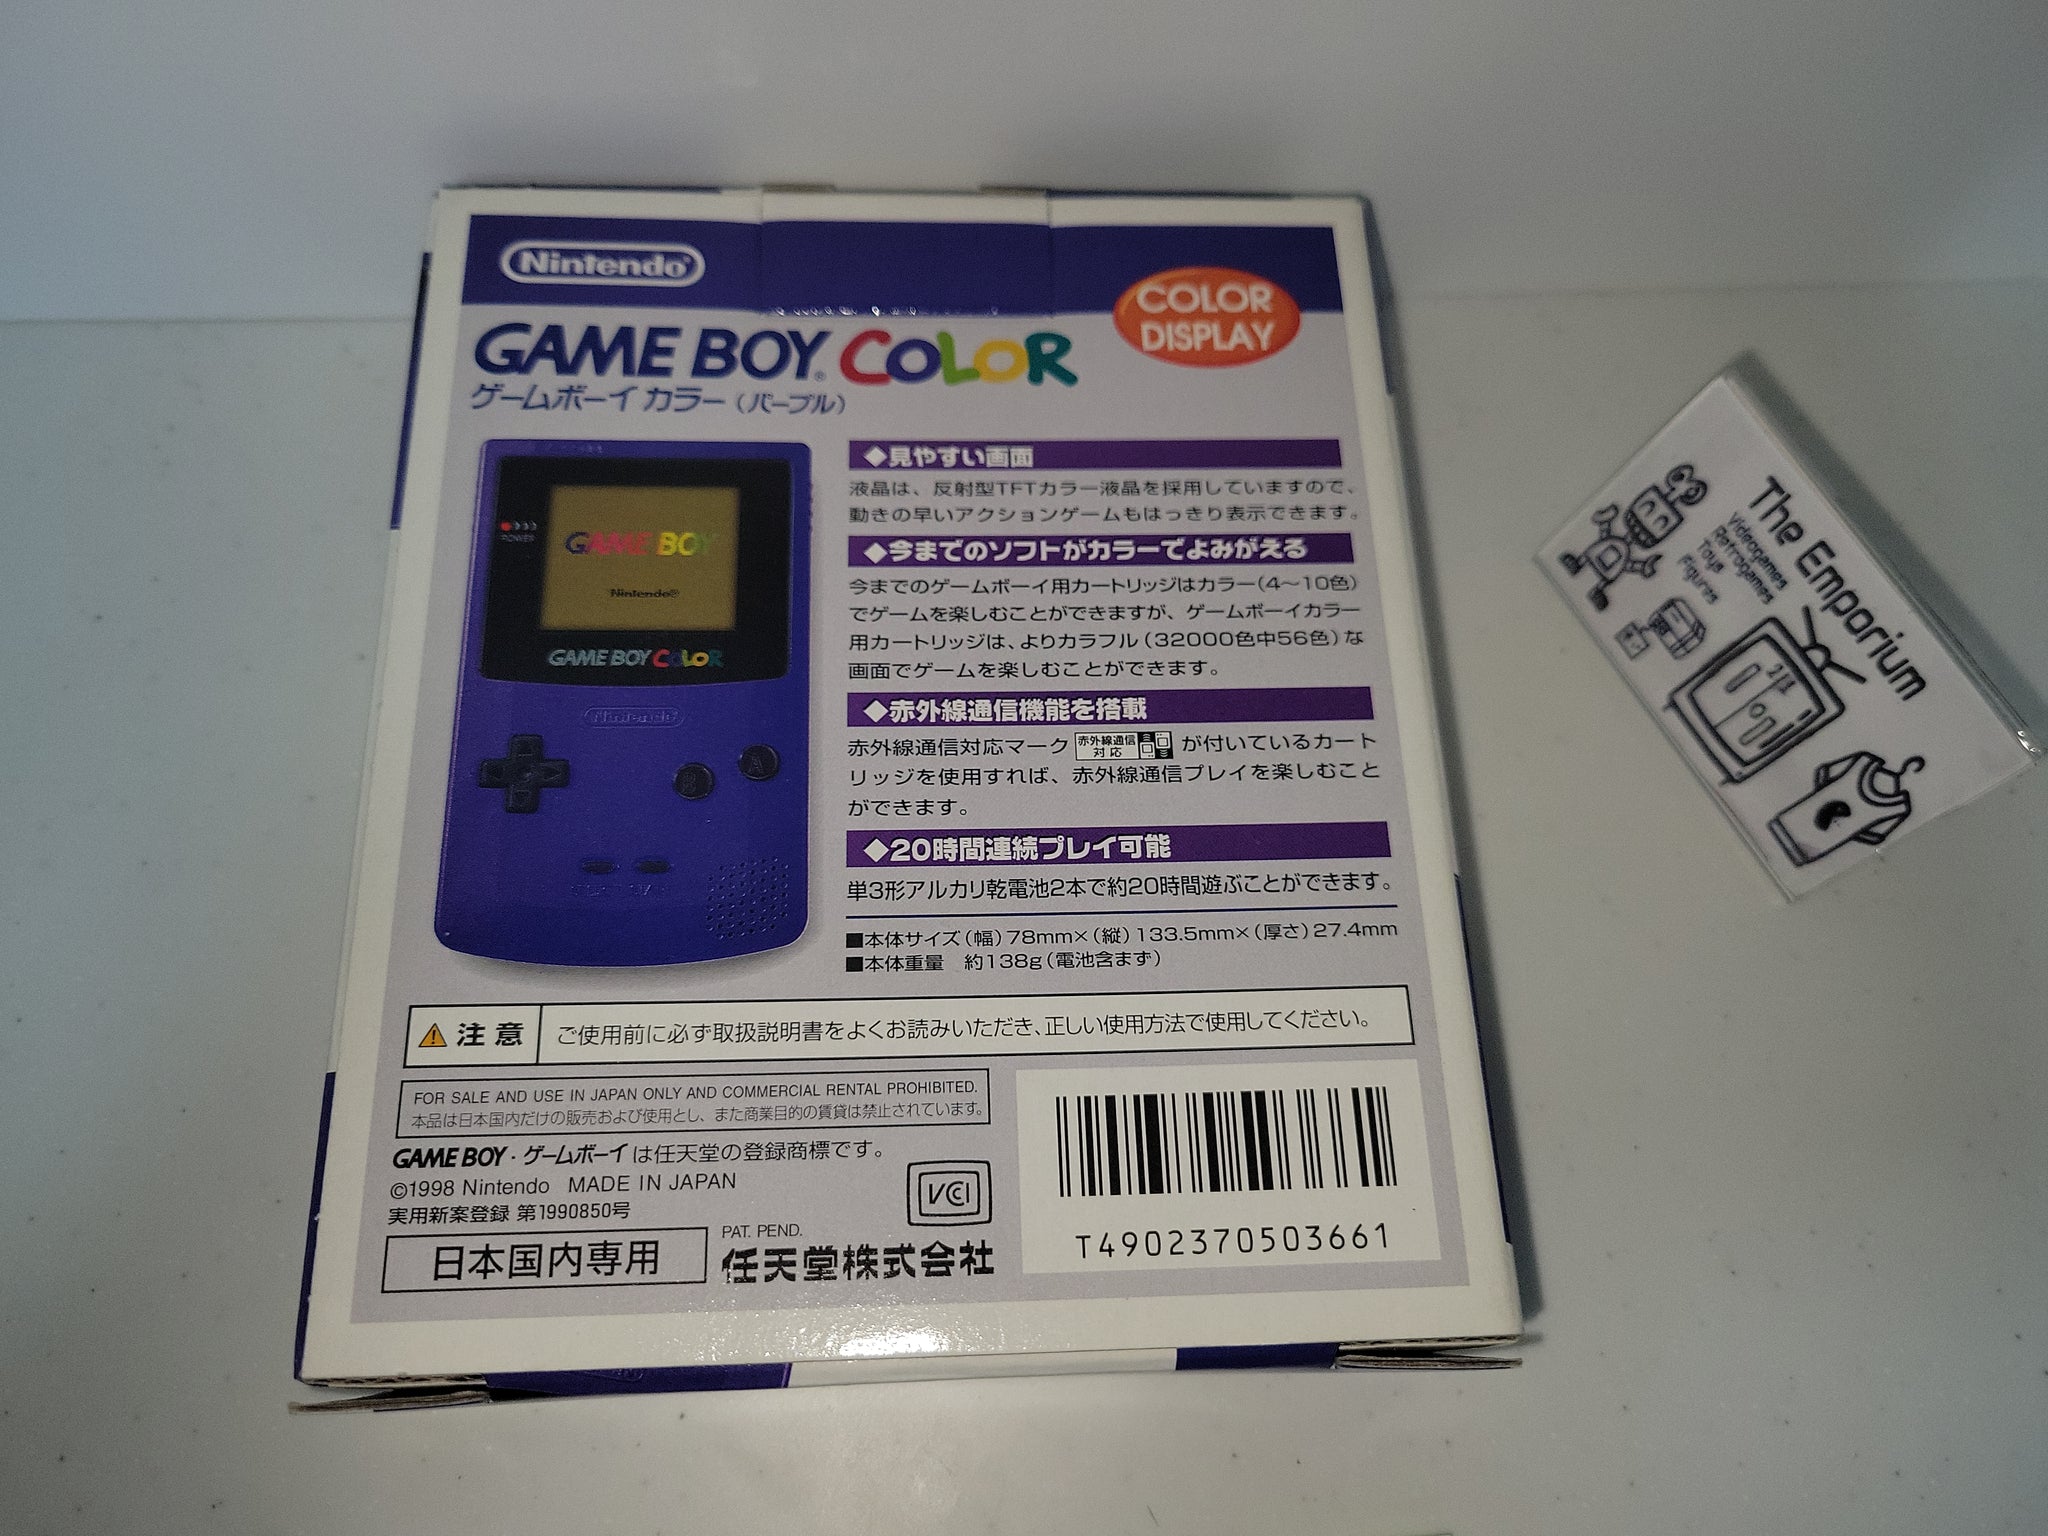 Nintendo
COLOR
DISPLAY
GAME BOY COLOR
ゲームボーイ カラー（パープル）
POWER
GAME BOY
Nintendo
GAME BOY COLOR
Nintendo
B
A
◆見やすい画面
液晶は、反射型TFTカラー液晶を採用していますので、
動きの早いアクションゲームもはっきり表示できます。
◆今までのソフトがカラーでよみがえる
今までのゲームボーイ用カートリッジはカラー（4〜10色）
でゲームを楽しむことができますが、ゲームボーイカラー
用カートリッジは、よりカラフル（32000色中56色）な
画面でゲームを楽しむことができます。
◆赤外線通信機能を搭載
赤外線通信対応マーク 赤外線通信対応 が付いているカート
リッジを使用すれば、赤外線通信プレイを楽しむこと
ができます。
◆20時間連続プレイ可能
単3形アルカリ乾電池2本で約20時間遊ぶことができます。
■本体サイズ（幅）78mm×（縦）133.5mm×（厚さ）27.4mm
■本体重量　約138g（電池含まず）
注意
ご使用前に必ず取扱説明書をよくお読みいただき、正しい使用方法で使用してください。
FOR SALE AND USE IN JAPAN ONLY AND COMMERCIAL RENTAL PROHIBITED.
本品は日本国内だけの販売および使用とし、また商業目的の賃貸は禁止されています。
GAME BOY・ゲームボーイは任天堂の登録商標です。
©1998 Nintendo MADE IN JAPAN
実用新案登録 第1990850号
VCI
日本国内専用
PAT. PEND.
任天堂株式会社
T4902370503661
The Emporium
Videogames
Retrogames
Toys
Figures